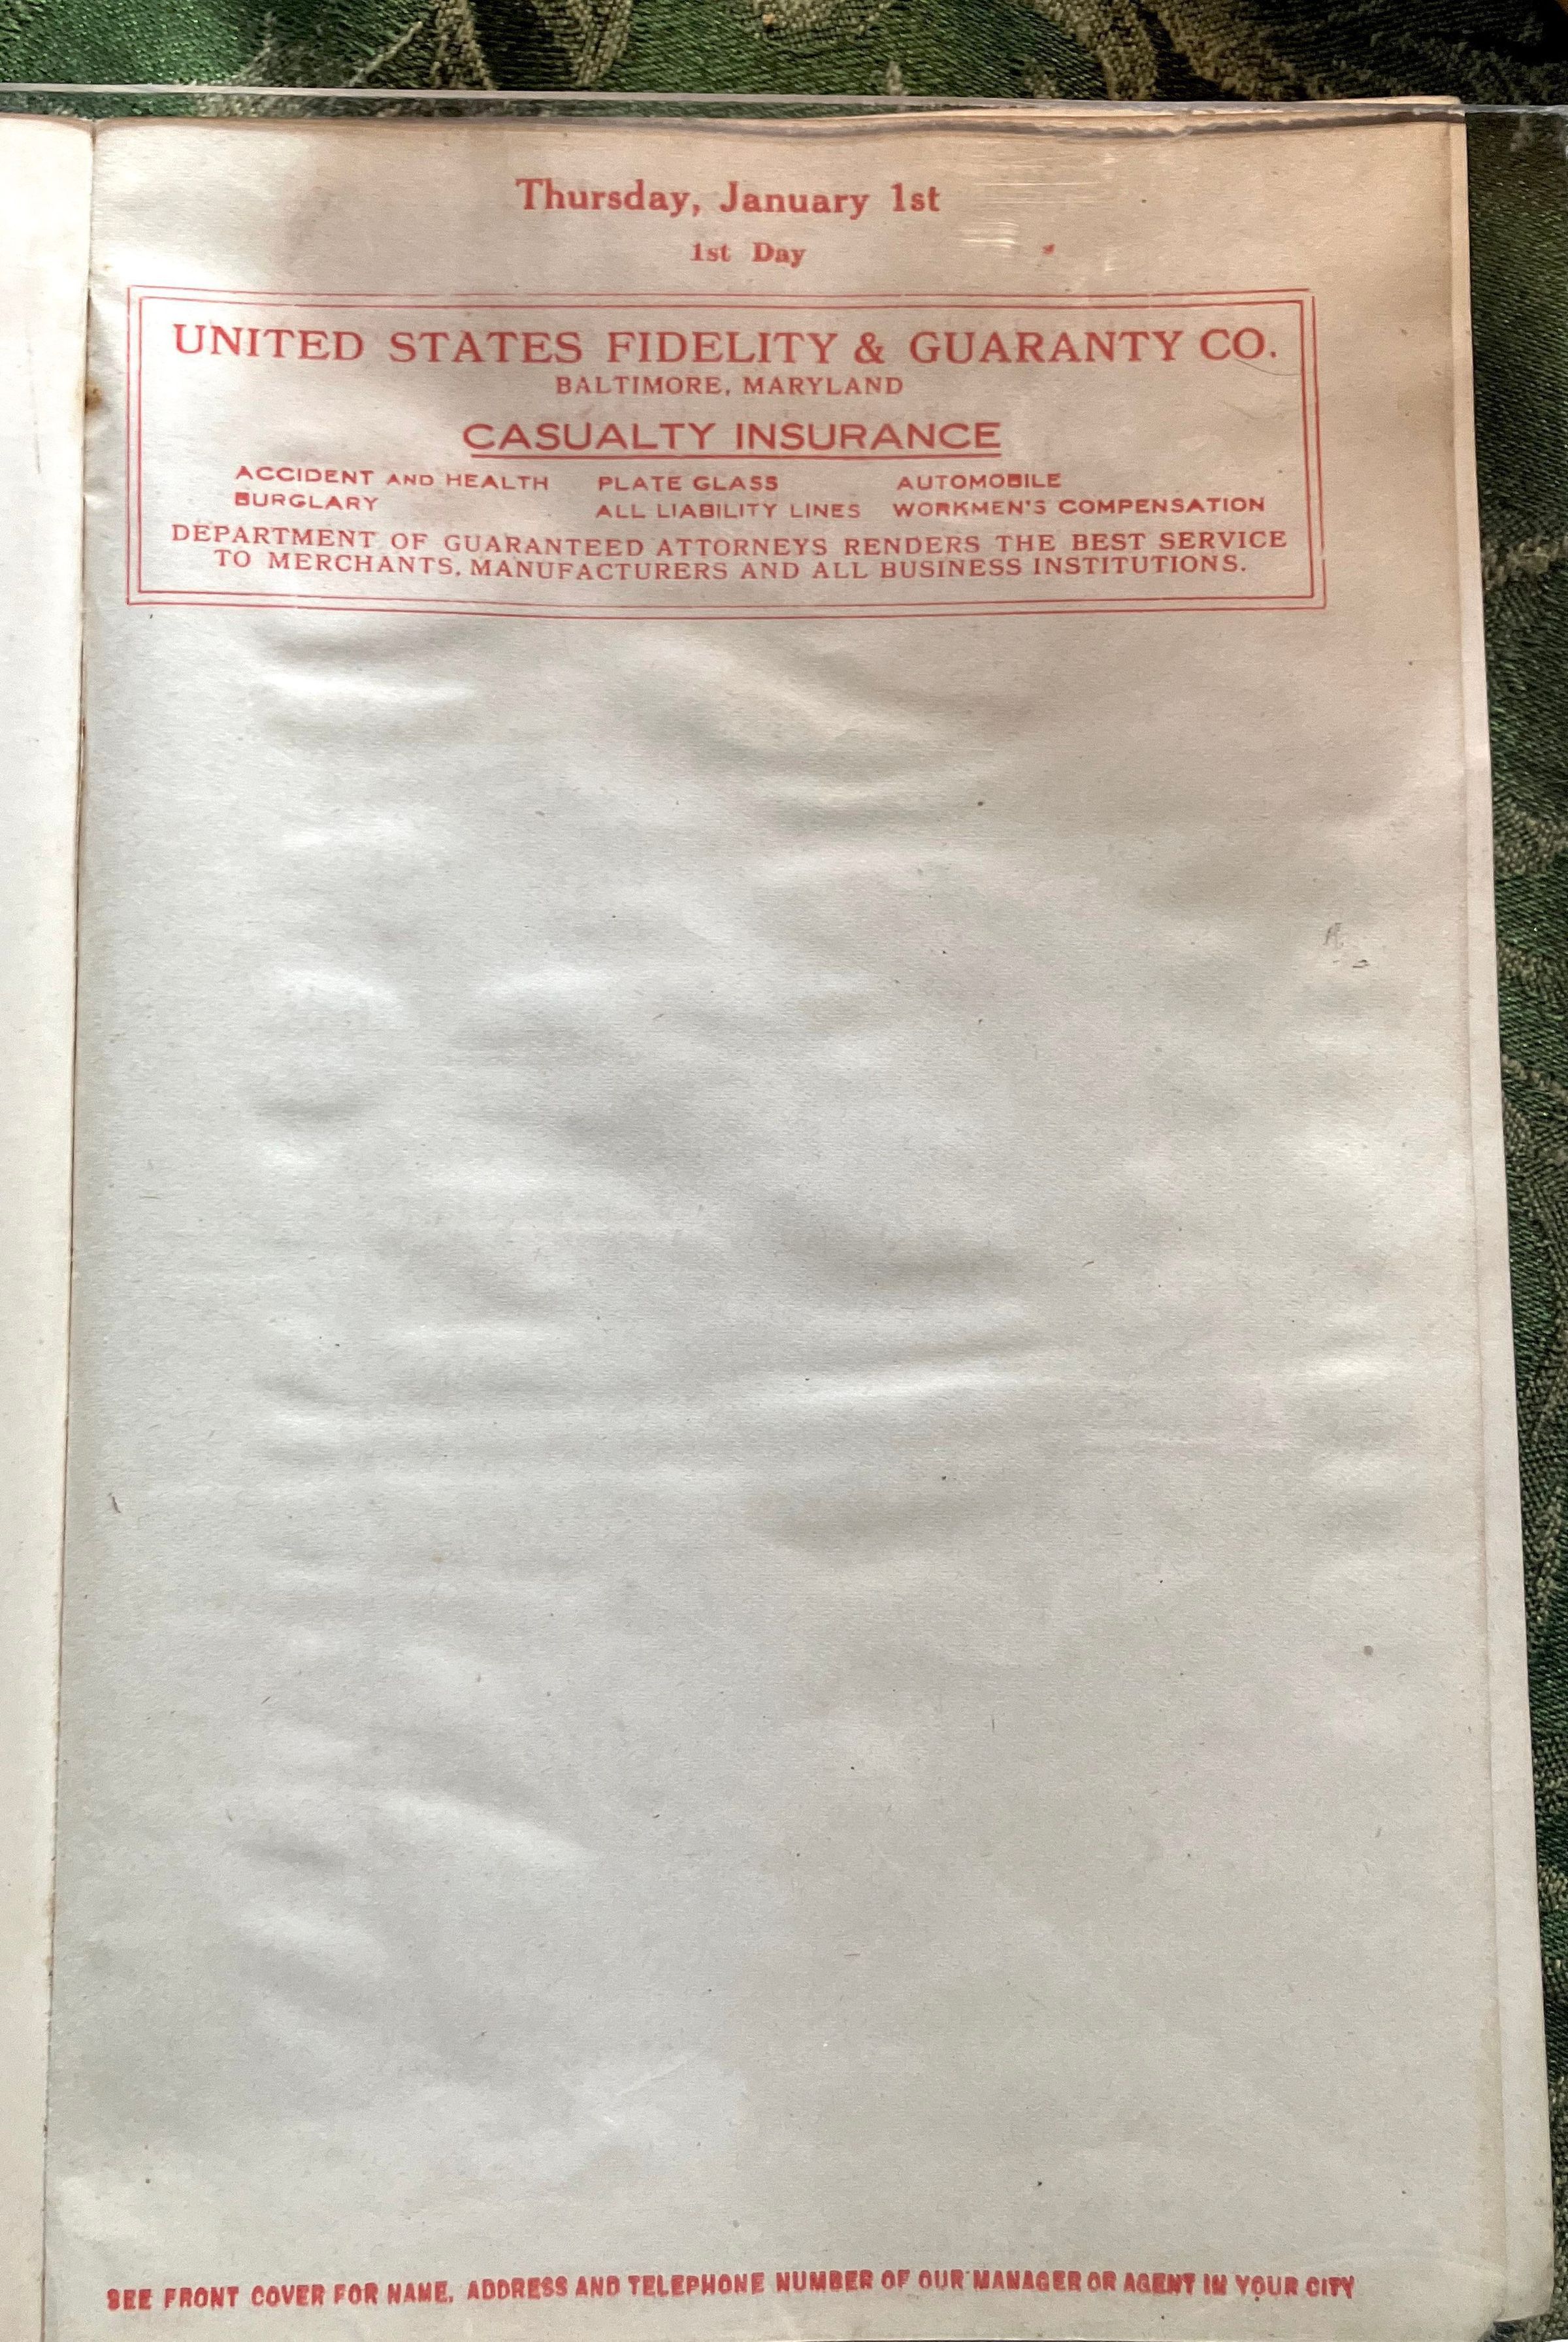 Thursday, January 1st
1st Day
UNITED STATES FIDELITY & GUARANTY CO.
BALTIMORE, MARYLAND
CASUALTY INSURANCE
ACCIDENT AND HEALTH PLATE GLASS AUTOMOBILE
BURGLARY ALL LIABILITY LINES WORKMEN'S COMPENSATION
DEPARTMENT OF GUARANTEED ATTORNEYS RENDERS THE BEST SERVICE
TO MERCHANTS, MANUFACTURERS AND ALL BUSINESS INSTITUTIONS.
SEE FRONT COVER FOR NAME, ADDRESS AND TELEPHONE NUMBER OF OUR MANAGER OR AGENT IN YOUR CITY